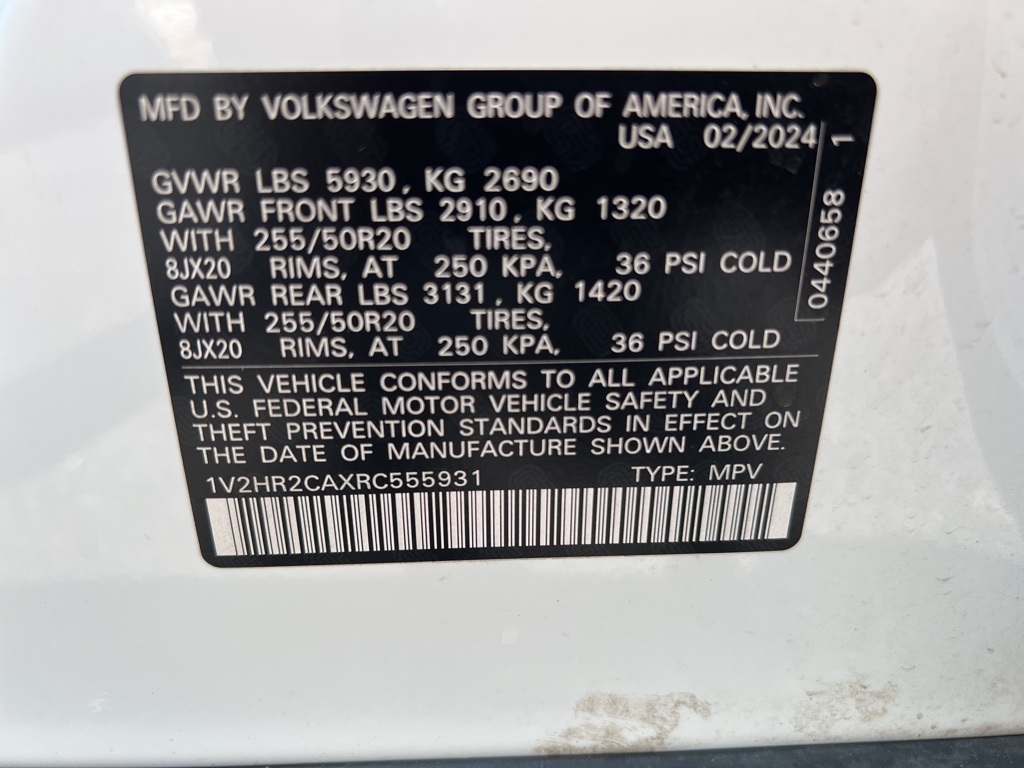 MFD BY VOLKSWAGEN GROUP OF AMERICA, INC.
USA 02/2024
GVWR LBS 5930, KG 2690
GAWR FRONT LBS 2910, KG 1320
WITH 255/50R20 TIRES,
8JX20 RIMS, AT 250 KPA, 36 PSI COLD
GAWR REAR LBS 3131, KG 1420
WITH 255/50R20 TIRES,
8JX20 RIMS, AT 250 KPA, 36 PSI COLD
0440658 1
THIS VEHICLE CONFORMS TO ALL APPLICABLE
U.S. FEDERAL MOTOR VEHICLE SAFETY AND
THEFT PREVENTION STANDARDS IN EFFECT ON
THE DATE OF MANUFACTURE SHOWN ABOVE.
1V2HR2CAXRC555931 TYPE: MPV